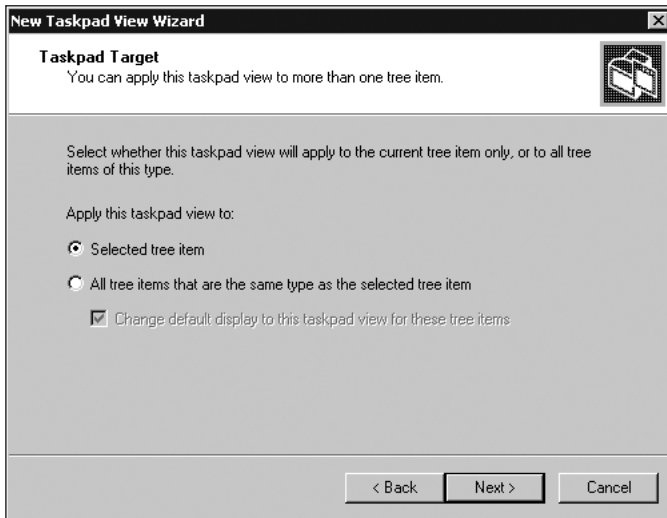 New Taskpad View Wizard
Taskpad Target
You can apply this taskpad view to more than one tree item.
Select whether this taskpad view will apply to the current tree item only, or to all tree
items of this type.
Apply this taskpad view to:
Selected tree item
All tree items that are the same type as the selected tree item
Change default display to this taskpad view for these tree items
< Back
Next >
Cancel